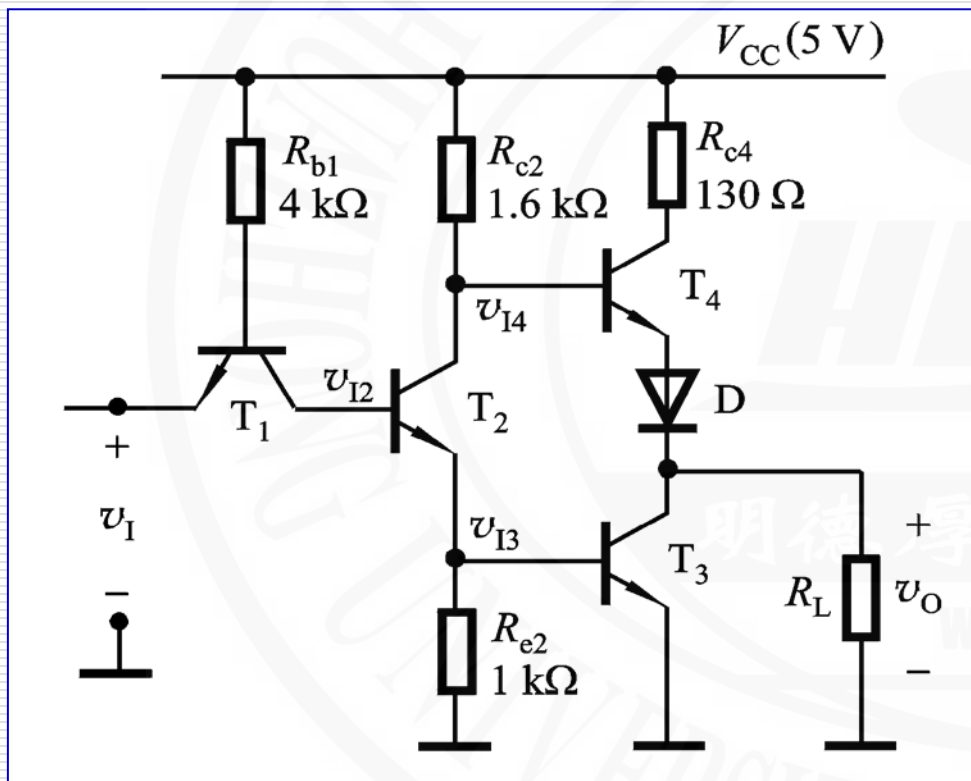 V_CC (5 V)
R_b1
4 kΩ
R_c2
1.6 kΩ
R_c4
130 Ω
v_I4
T_4
v_I2
T_1
T_2
D
+
v_I
−
v_I3
T_3
R_e2
1 kΩ
+
R_L
v_O
−
明德厚